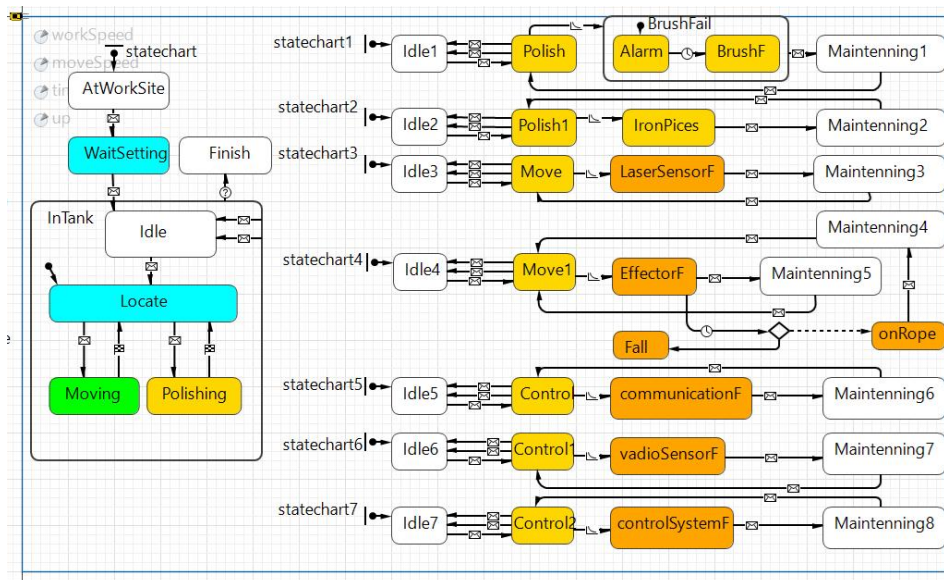 workSpeed
statechart
moveSpeed
AtWorkSite
up
WaitSetting
Finish
InTank
Idle
Locate
Moving
Polishing
statechart1
Idle1
Polish
BrushFail
Alarm
BrushF
Maintenning1
statechart2
Idle2
Polish1
IronPices
Maintenning2
statechart3
Idle3
Move
LaserSensorF
Maintenning3
Maintenning4
statechart4
Idle4
Move1
EffectorF
Maintenning5
Fall
onRope
statechart5
Idle5
Control
communicationF
Maintenning6
statechart6
Idle6
Control1
vadioSensorF
Maintenning7
statechart7
Idle7
Control2
controlSystemF
Maintenning8